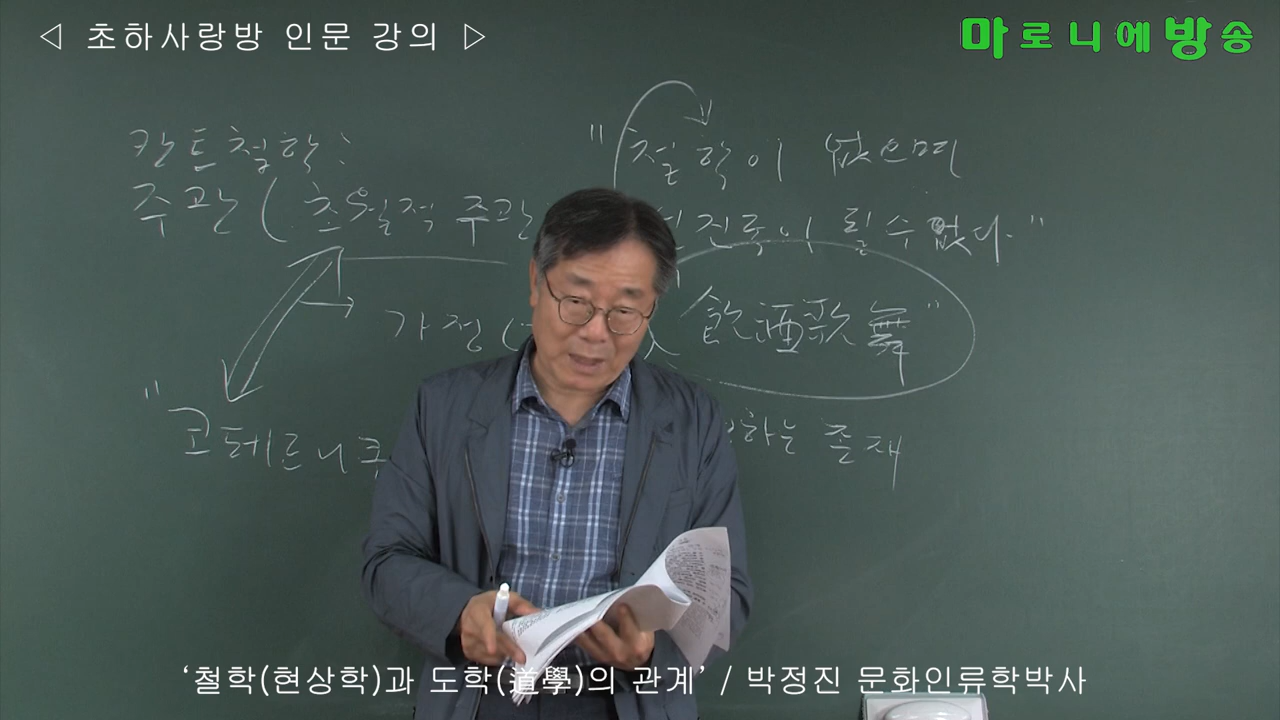 ◁ 초하사랑방 인문 강의 ▷
마로니에방송
칸트철학:
주관(초월적 주관
가정(
"코페르니쿠
"철학이 없으며
선진국이 될 수 없다."
飮酒歌舞"
하는 존재
‘철학(현상학)과 도학(道學)의 관계’ / 박정진 문화인류학박사